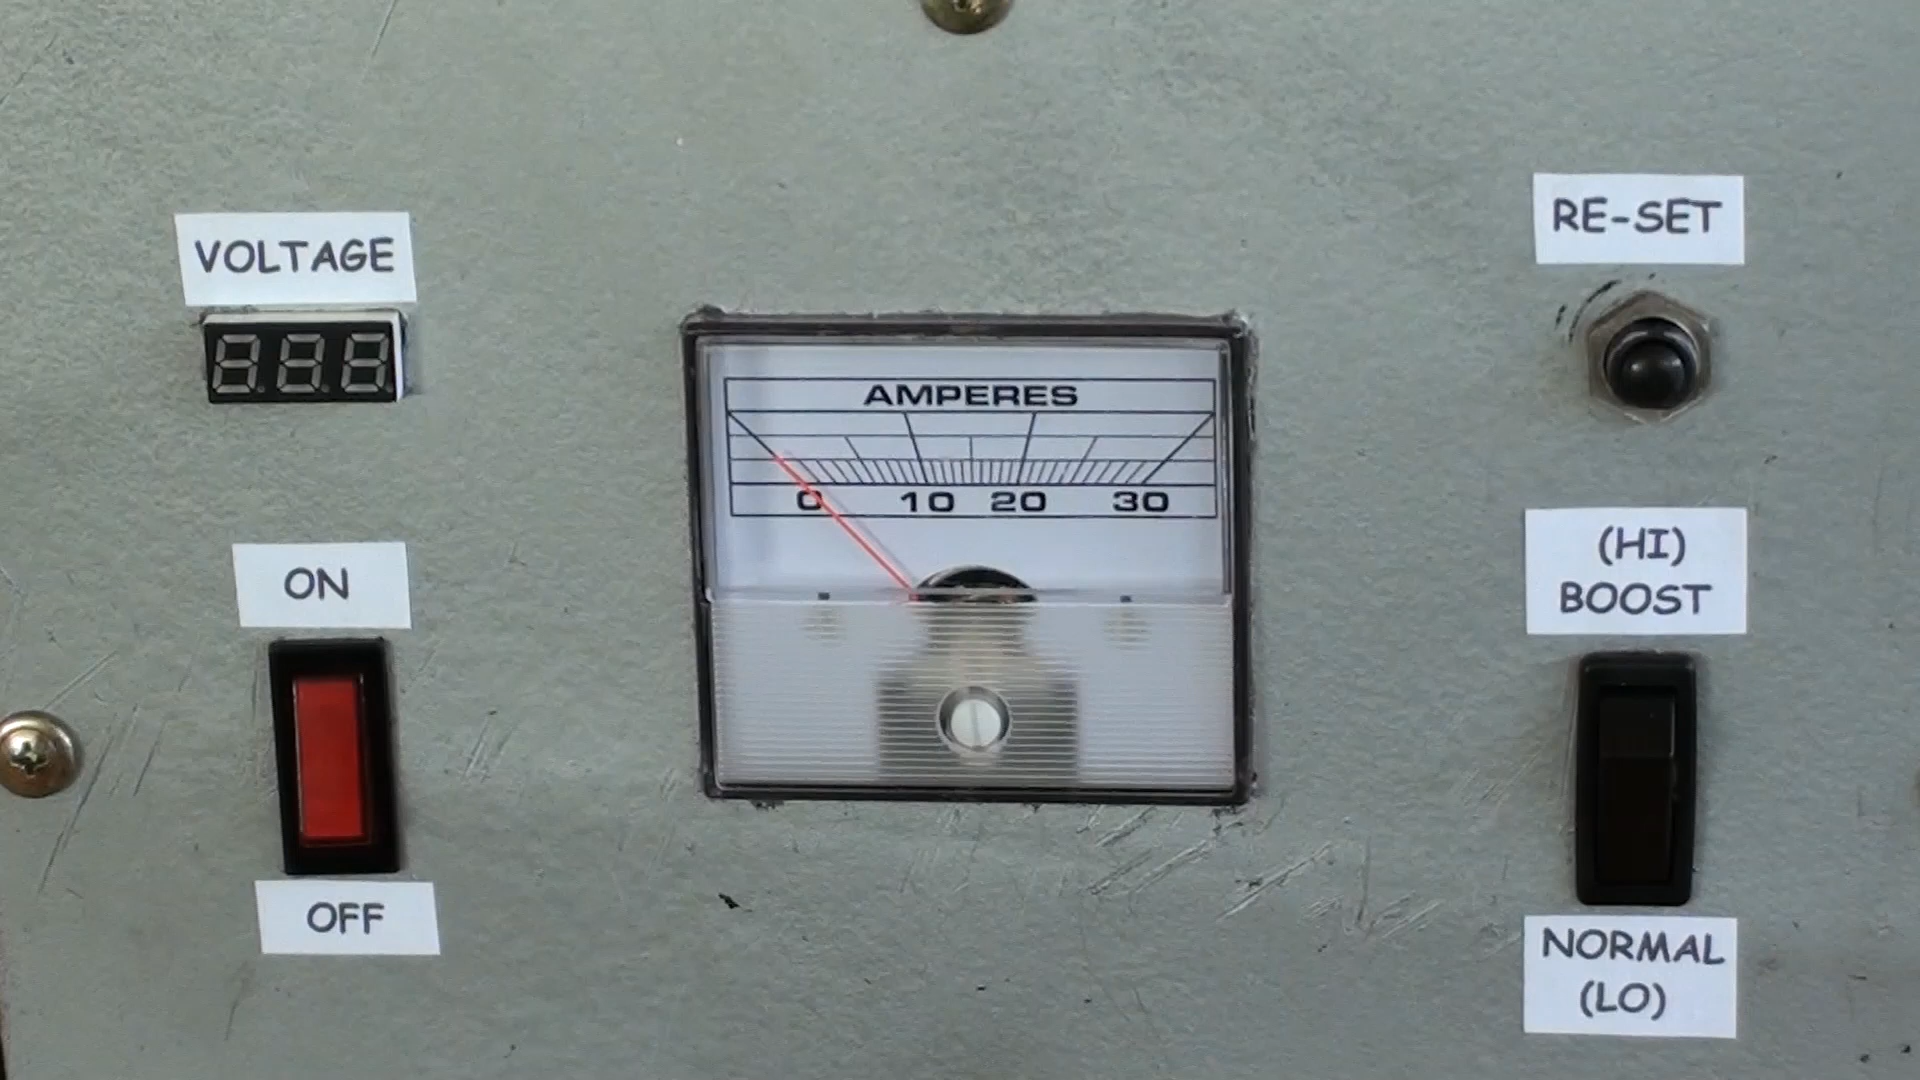 VOLTAGE
RE-SET
AMPERES
0 10 20 30
ON
(HI)
BOOST
OFF
NORMAL
(LO)